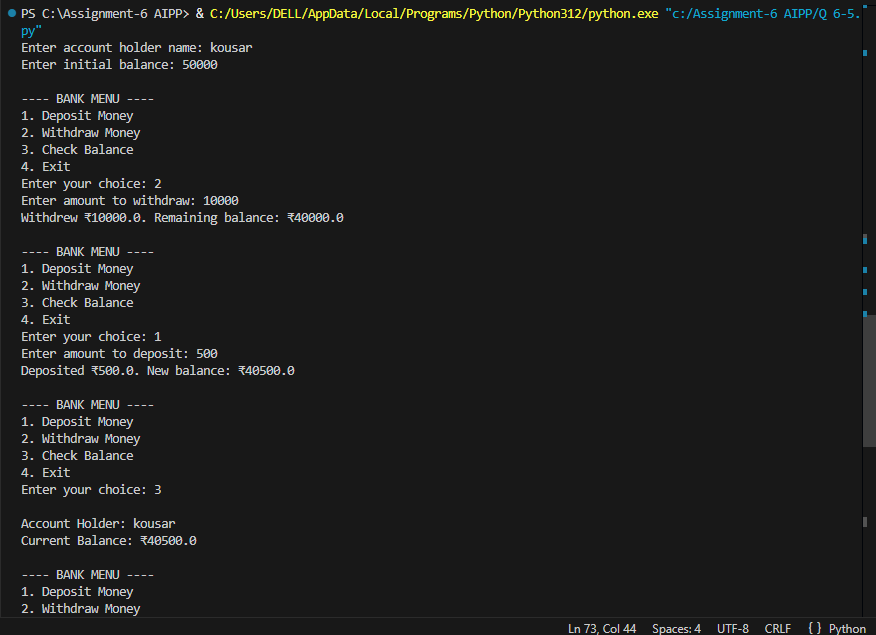 PS C:\Assignment-6 AIPP> & C:/Users/DELL/AppData/Local/Programs/Python/Python312/python.exe "c:/Assignment-6 AIPP/Q 6-5.
py"
Enter account holder name: kousar
Enter initial balance: 50000

---- BANK MENU ----
1. Deposit Money
2. Withdraw Money
3. Check Balance
4. Exit
Enter your choice: 2
Enter amount to withdraw: 10000
Withdrew ₹10000.0. Remaining balance: ₹40000.0

---- BANK MENU ----
1. Deposit Money
2. Withdraw Money
3. Check Balance
4. Exit
Enter your choice: 1
Enter amount to deposit: 500
Deposited ₹500.0. New balance: ₹40500.0

---- BANK MENU ----
1. Deposit Money
2. Withdraw Money
3. Check Balance
4. Exit
Enter your choice: 3

Account Holder: kousar
Current Balance: ₹40500.0

---- BANK MENU ----
1. Deposit Money
2. Withdraw Money
Ln 73, Col 44 Spaces: 4 UTF-8 CRLF {} Python